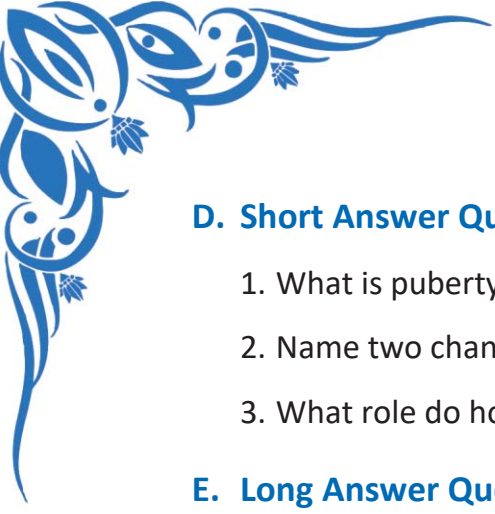 D. Short Answer Qu
1. What is puberty
2. Name two chan
3. What role do ho
E. Long Answer Qu